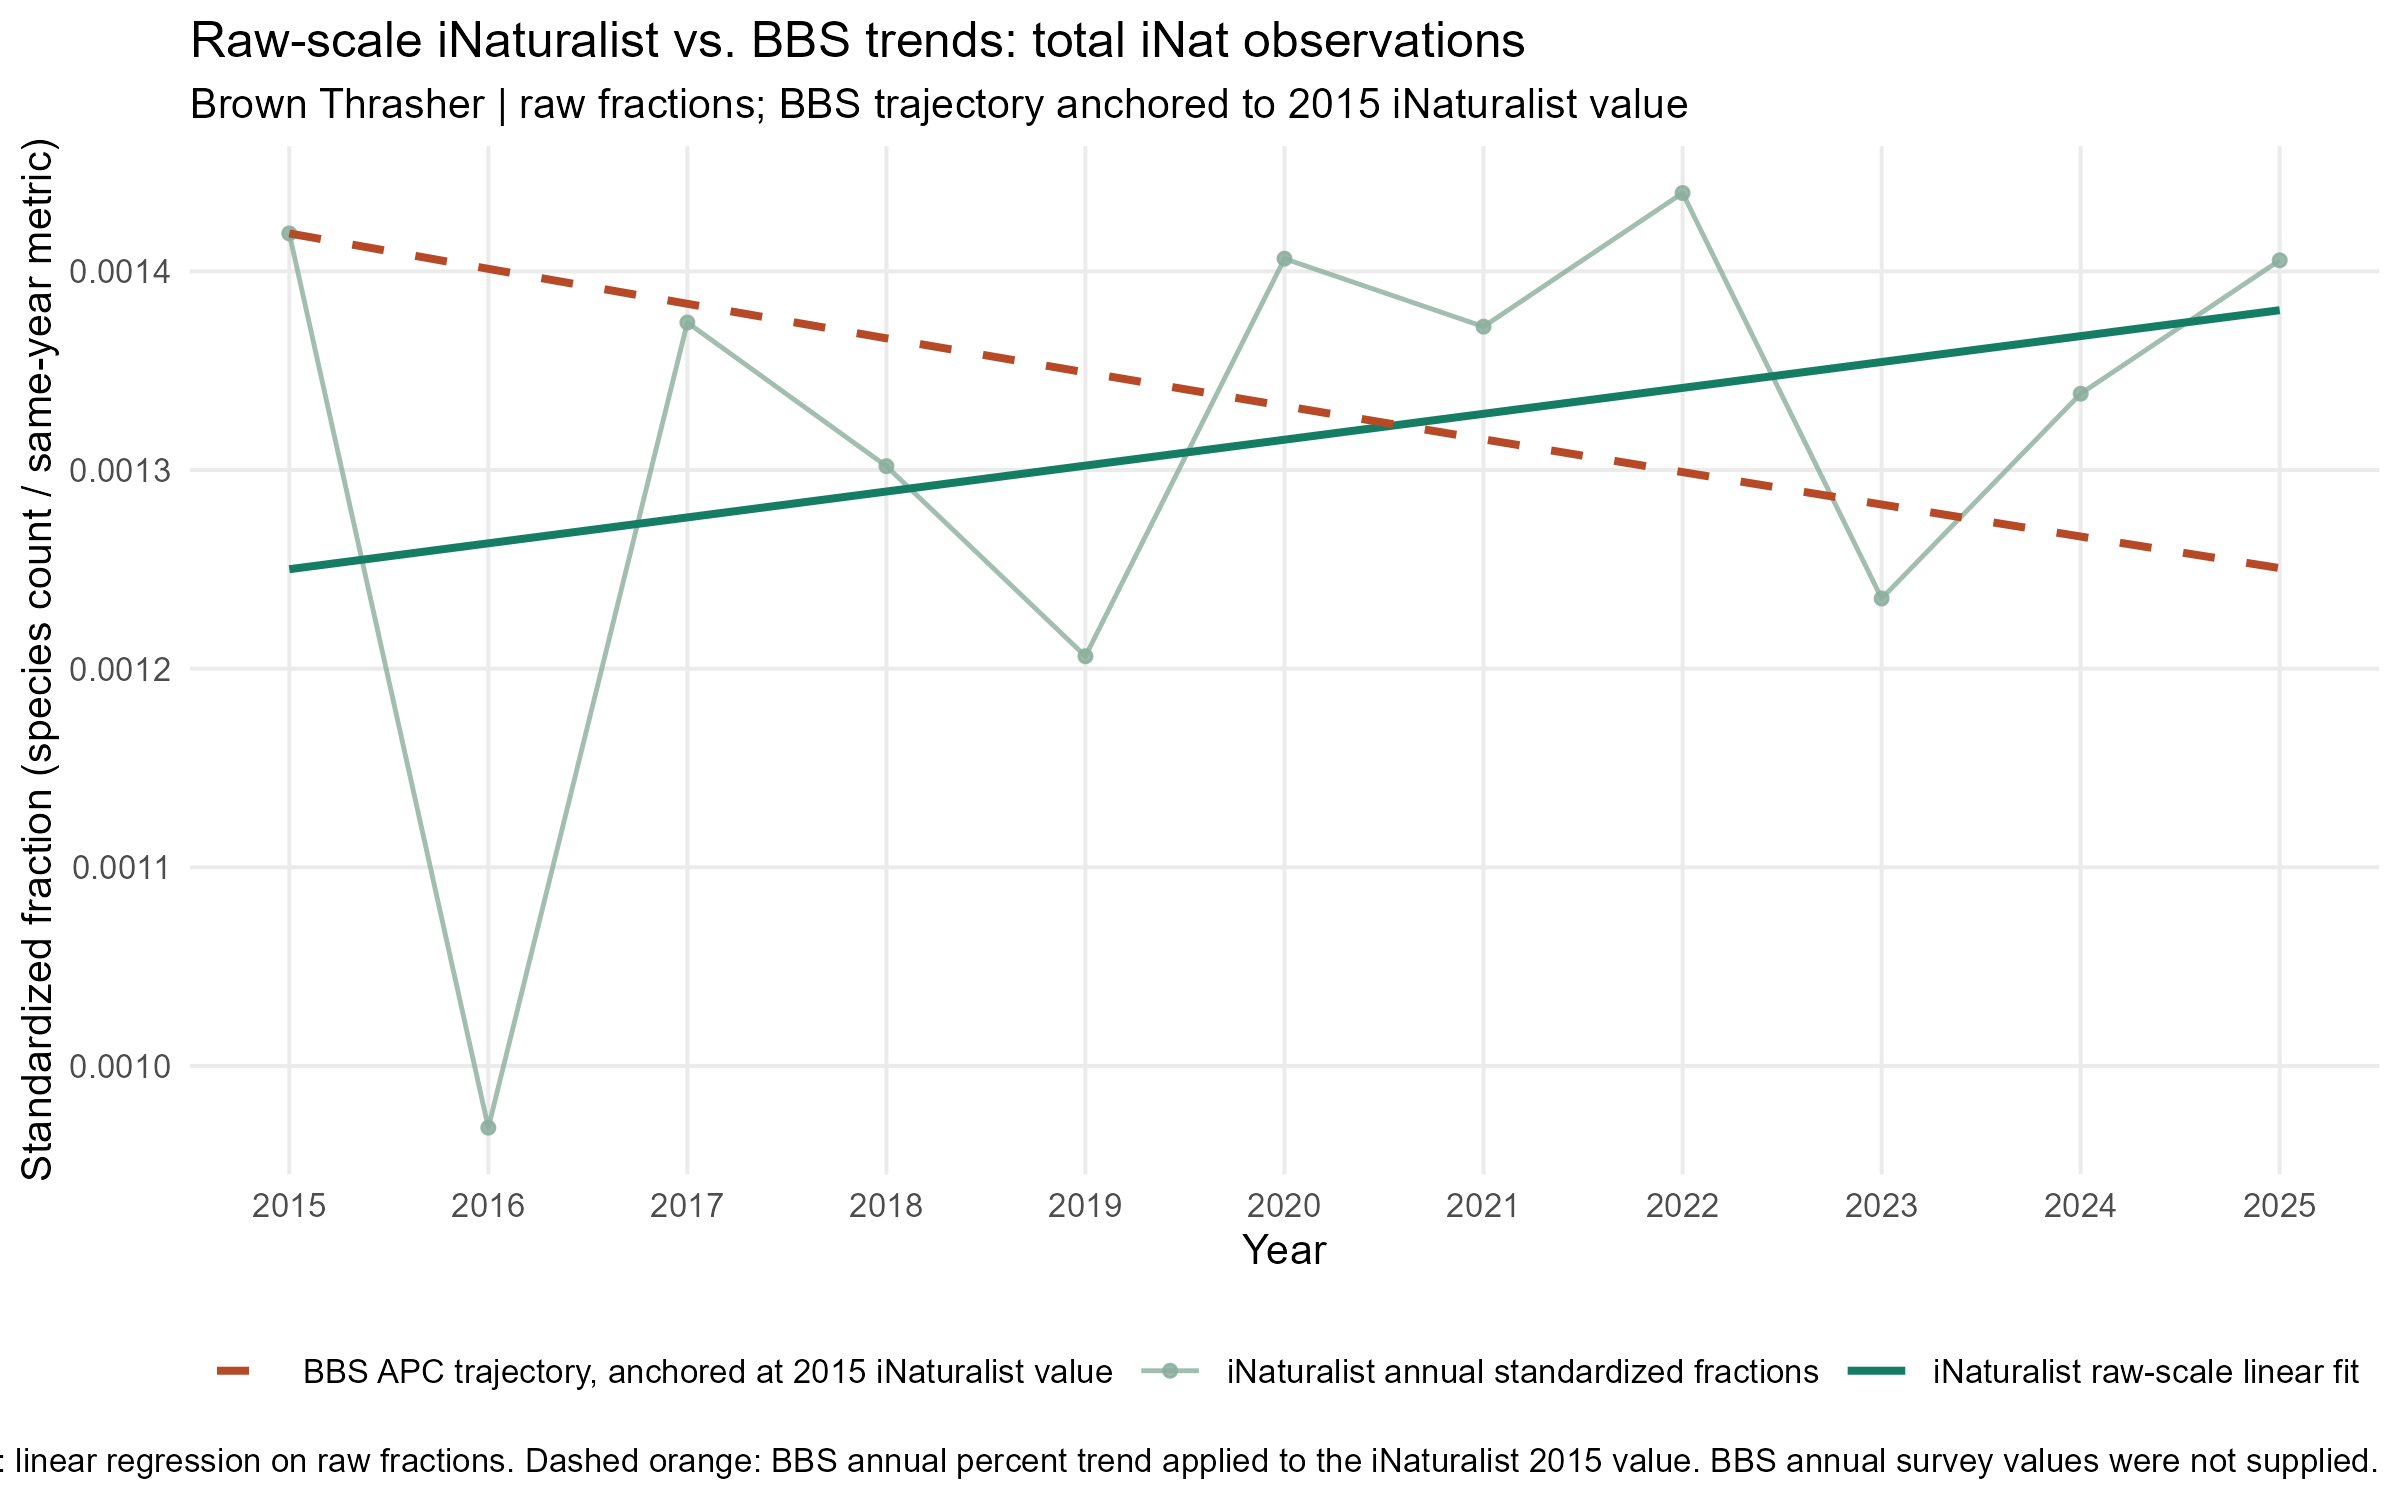 Raw-scale iNaturalist vs. BBS trends: total iNat observations
Brown Thrasher | raw fractions; BBS trajectory anchored to 2015 iNaturalist value
Standardized fraction (species count / same-year metric)
0.0014
0.0013
0.0012
0.0011
0.0010
2015 2016 2017 2018 2019 2020 2021 2022 2023 2024 2025
Year
BBS APC trajectory, anchored at 2015 iNaturalist value iNaturalist annual standardized fractions iNaturalist raw-scale linear fit
: linear regression on raw fractions. Dashed orange: BBS annual percent trend applied to the iNaturalist 2015 value. BBS annual survey values were not supplied.